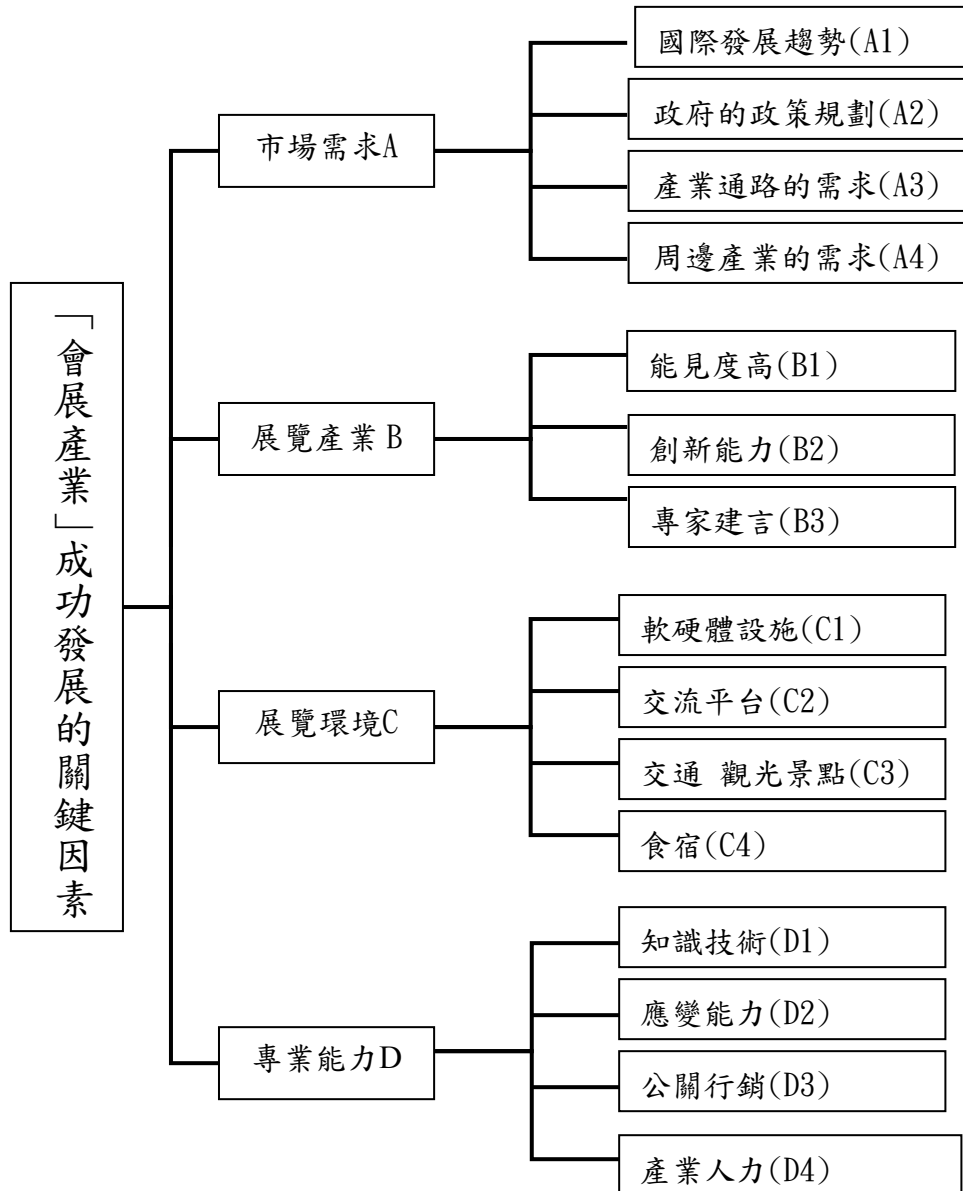 「會展產業」成功發展的關鍵因素
市場需求A
國際發展趨勢(A1)
政府的政策規劃(A2)
產業通路的需求(A3)
周邊產業的需求(A4)
展覽產業 B
能見度高(B1)
創新能力(B2)
專家建言(B3)
展覽環境C
軟硬體設施(C1)
交流平台(C2)
交通 觀光景點(C3)
食宿(C4)
專業能力D
知識技術(D1)
應變能力(D2)
公關行銷(D3)
產業人力(D4)